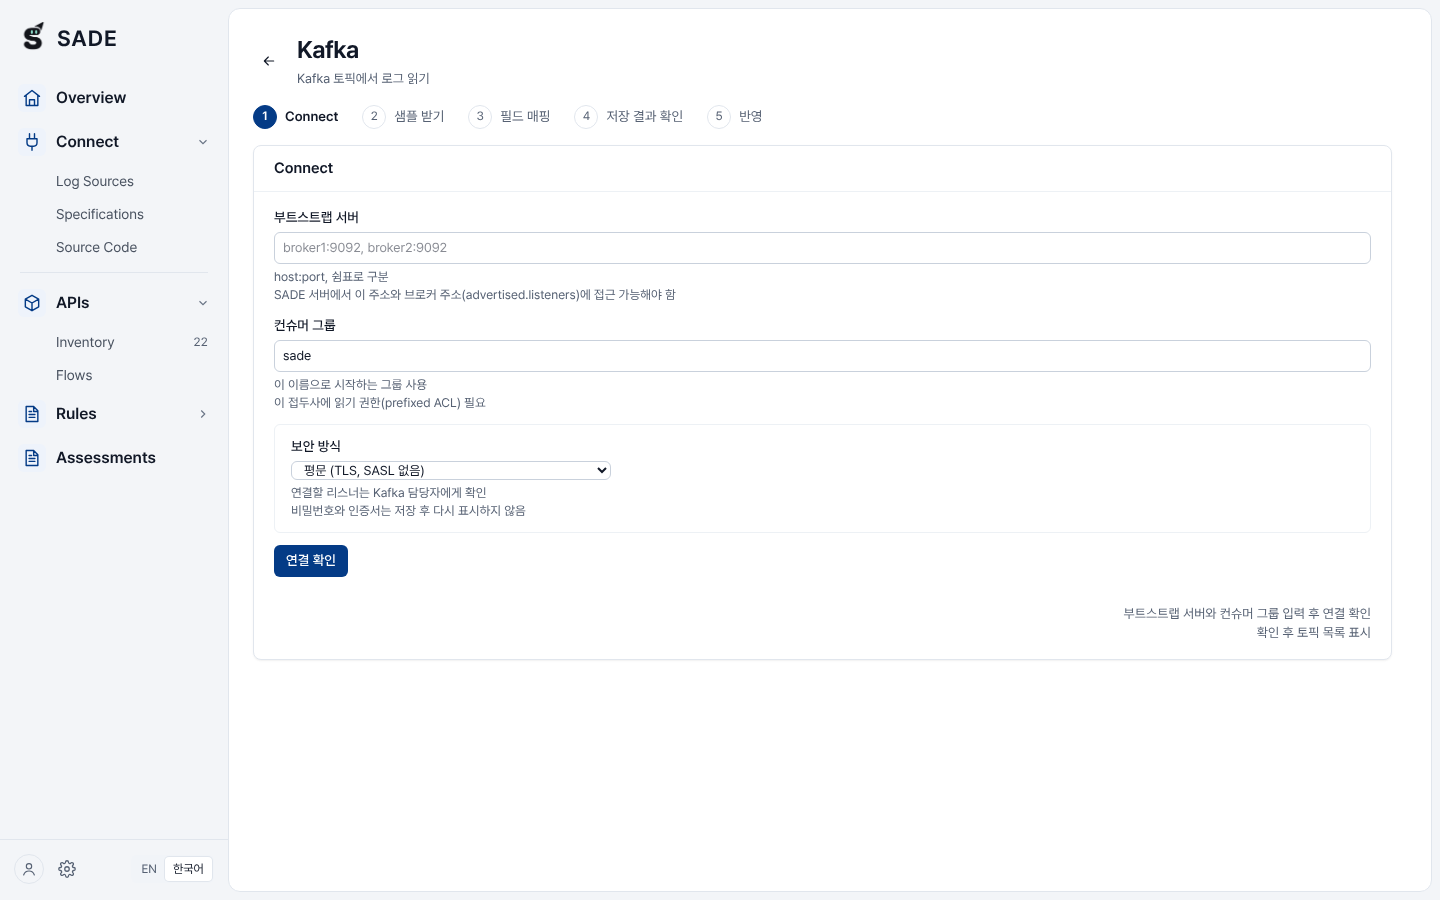 SADE
Overview
Connect
Log Sources
Specifications
Source Code
APIs
Inventory 22
Flows
Rules
Assessments
EN 한국어
Kafka
Kafka 토픽에서 로그 읽기
1 Connect 2 샘플 받기 3 필드 매핑 4 저장 결과 확인 5 반영
Connect
부트스트랩 서버
broker1:9092, broker2:9092
host:port, 쉼표로 구분
SADE 서버에서 이 주소와 브로커 주소(advertised.listeners)에 접근 가능해야 함
컨슈머 그룹
sade
이 이름으로 시작하는 그룹 사용
이 접두사에 읽기 권한(prefixed ACL) 필요
보안 방식
평문 (TLS, SASL 없음)
연결할 리스너는 Kafka 담당자에게 확인
비밀번호와 인증서는 저장 후 다시 표시하지 않음
연결 확인
부트스트랩 서버와 컨슈머 그룹 입력 후 연결 확인
확인 후 토픽 목록 표시